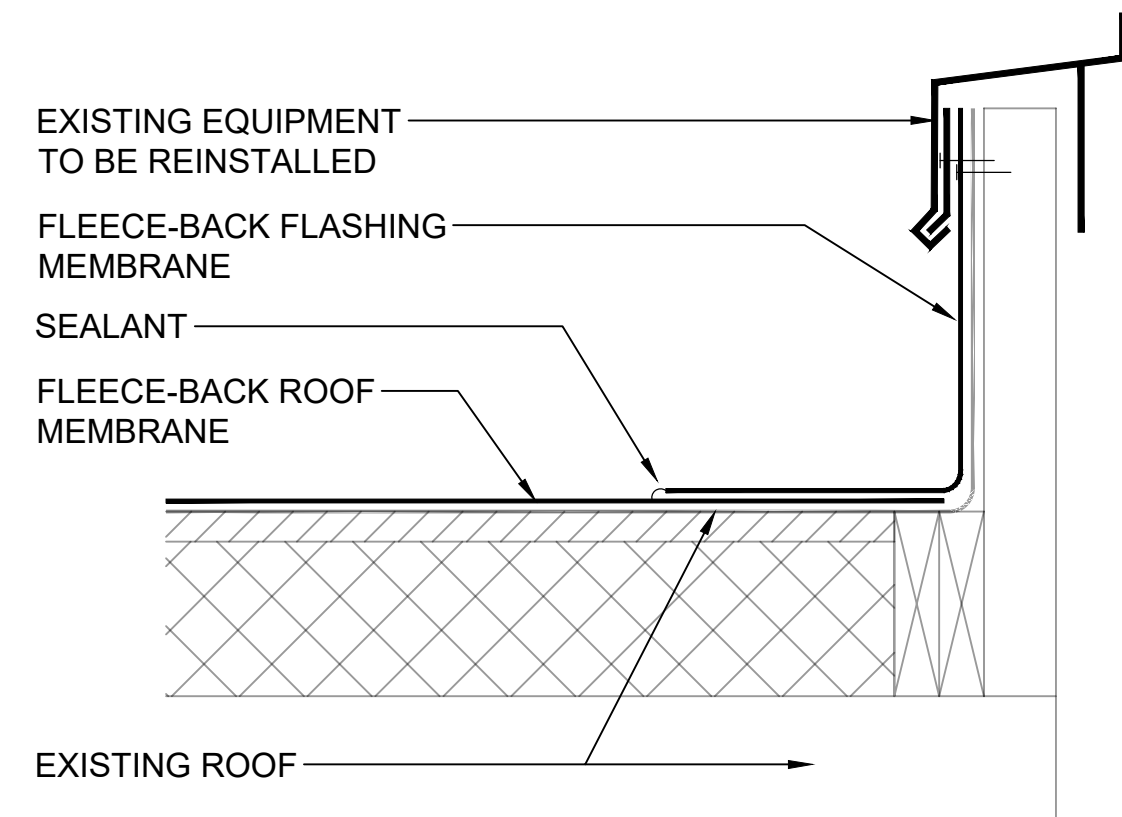 EXISTING EQUIPMENT
TO BE REINSTALLED
FLEECE-BACK FLASHING
MEMBRANE
SEALANT
FLEECE-BACK ROOF
MEMBRANE
EXISTING ROOF